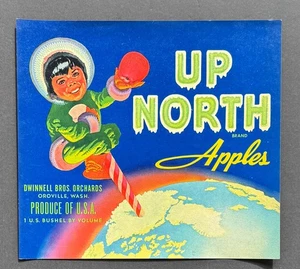 UP
NORTH
BRAND
Apples
DWINNELL BROS. ORCHARDS
OROVILLE, WASH.
PRODUCE OF U.S.A.
1 U.S. BUSHEL BY VOLUME